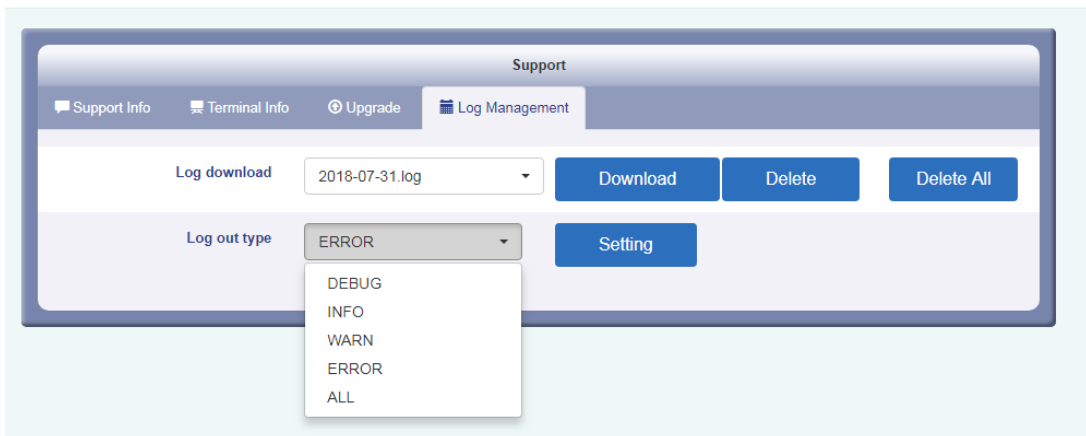 Support
Support Info Terminal Info Upgrade Log Management
Log download 2018-07-31.log Download Delete Delete All
Log out type ERROR Setting
DEBUG
INFO
WARN
ERROR
ALL